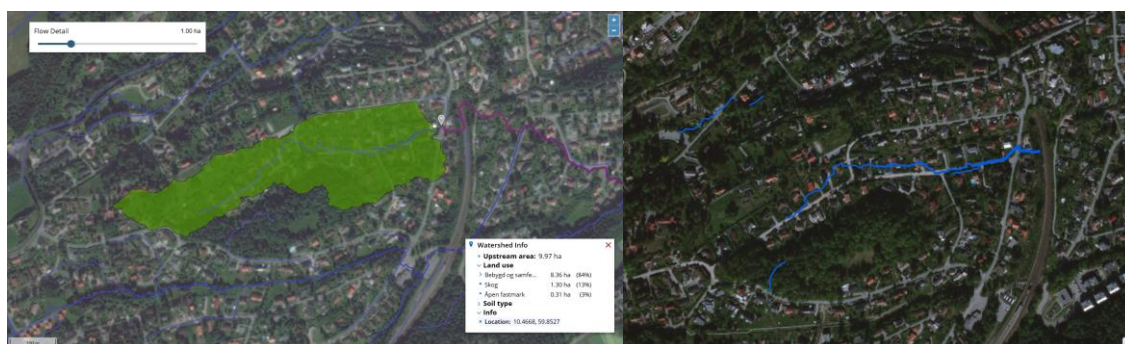 Flow Detail 1.00 ha
+
-
Watershed Info
Upstream area: 9.97 ha
Land use
Bebygd og samfe... 8.36 ha (84%)
Skog 1.30 ha (13%)
Åpen fastmark 0.31 ha (3%)
Soil type
Info
Location: 10.4668, 59.8527
100 m